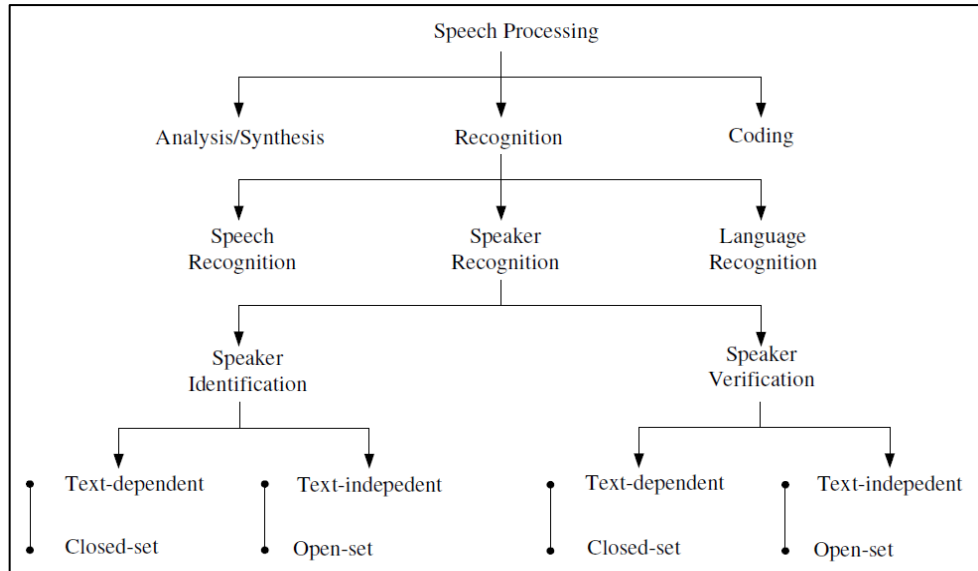 Speech Processing
Analysis/Synthesis Recognition Coding
Speech Speaker Language
Recognition Recognition Recognition
Speaker Speaker
Identification Verification
Text-dependent Text-indepedent Text-dependent Text-indepedent
Closed-set Open-set Closed-set Open-set